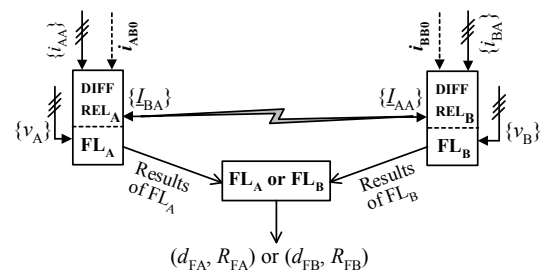 {i_AA}
i_AB0
i_BB0
{i_BA}
DIFF
REL_A
{I_BA}
{I_AA}
DIFF
REL_B
{v_A}
FL_A
FL_B
{v_B}
Results
of FL_A
FL_A or FL_B
Results
of FL_B
(d_FA, R_FA) or (d_FB, R_FB)